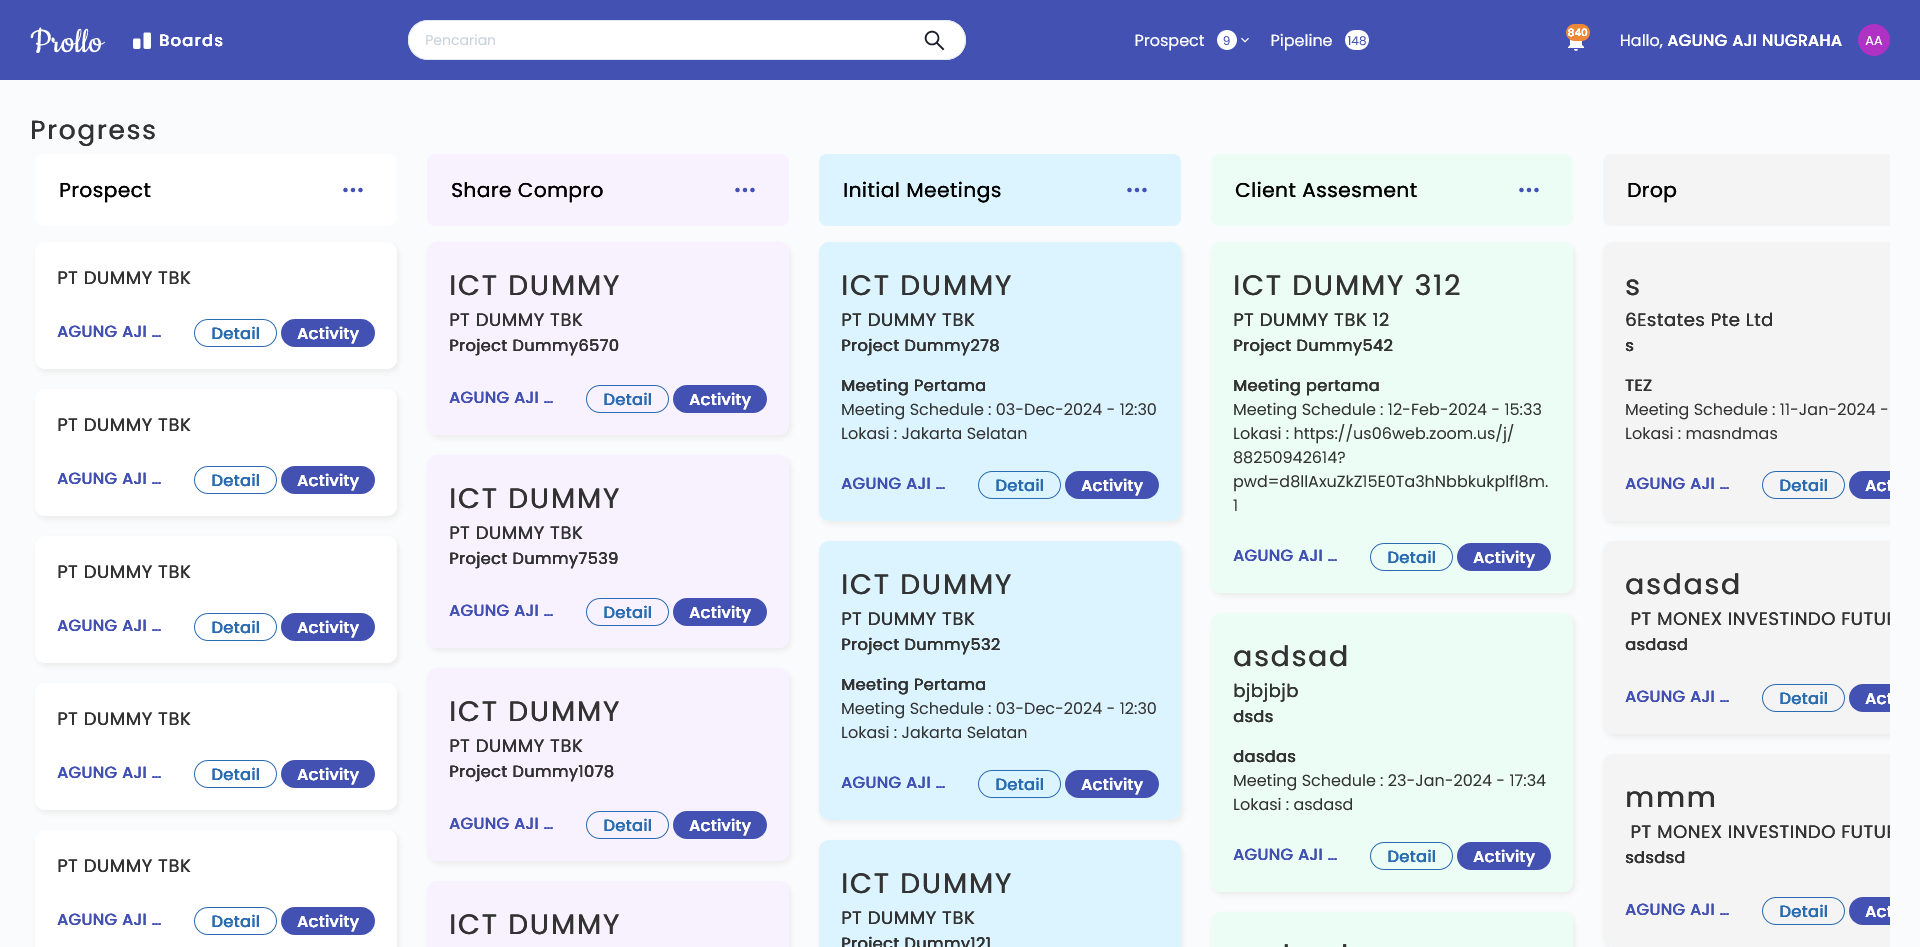 Prollo
Boards
Pencarian
Prospect 9
Pipeline 148
840
Hallo, AGUNG AJI NUGRAHA
AA
Progress
Prospect
PT DUMMY TBK
AGUNG AJI ... Detail Activity
PT DUMMY TBK
AGUNG AJI ... Detail Activity
PT DUMMY TBK
AGUNG AJI ... Detail Activity
PT DUMMY TBK
AGUNG AJI ... Detail Activity
PT DUMMY TBK
AGUNG AJI ... Detail Activity
Share Compro
ICT DUMMY
PT DUMMY TBK
Project Dummy6570
AGUNG AJI ... Detail Activity
ICT DUMMY
PT DUMMY TBK
Project Dummy7539
AGUNG AJI ... Detail Activity
ICT DUMMY
PT DUMMY TBK
Project Dummy1078
AGUNG AJI ... Detail Activity
ICT DUMMY
Initial Meetings
ICT DUMMY
PT DUMMY TBK
Project Dummy278
Meeting Pertama
Meeting Schedule : 03-Dec-2024 - 12:30
Lokasi : Jakarta Selatan
AGUNG AJI ... Detail Activity
ICT DUMMY
PT DUMMY TBK
Project Dummy532
Meeting Pertama
Meeting Schedule : 03-Dec-2024 - 12:30
Lokasi : Jakarta Selatan
AGUNG AJI ... Detail Activity
ICT DUMMY
PT DUMMY TBK
Project Dummy121
Client Assesment
ICT DUMMY 312
PT DUMMY TBK 12
Project Dummy542
Meeting pertama
Meeting Schedule : 12-Feb-2024 - 15:33
Lokasi : https://us06web.zoom.us/j/
88250942614?
pwd=d8llAxuZkZ15E0Ta3hNbbkukplfl8m.
1
AGUNG AJI ... Detail Activity
asdsad
bjbjbjb
dsds
dasdas
Meeting Schedule : 23-Jan-2024 - 17:34
Lokasi : asdasd
AGUNG AJI ... Detail Activity
Drop
s
6Estates Pte Ltd
s
TEZ
Meeting Schedule : 11-Jan-2024 -
Lokasi : masndmas
AGUNG AJI ... Detail Act
asdasd
PT MONEX INVESTINDO FUTU
asdasd
AGUNG AJI ... Detail Act
mmm
PT MONEX INVESTINDO FUTU
sdsdsd
AGUNG AJI ... Detail Act